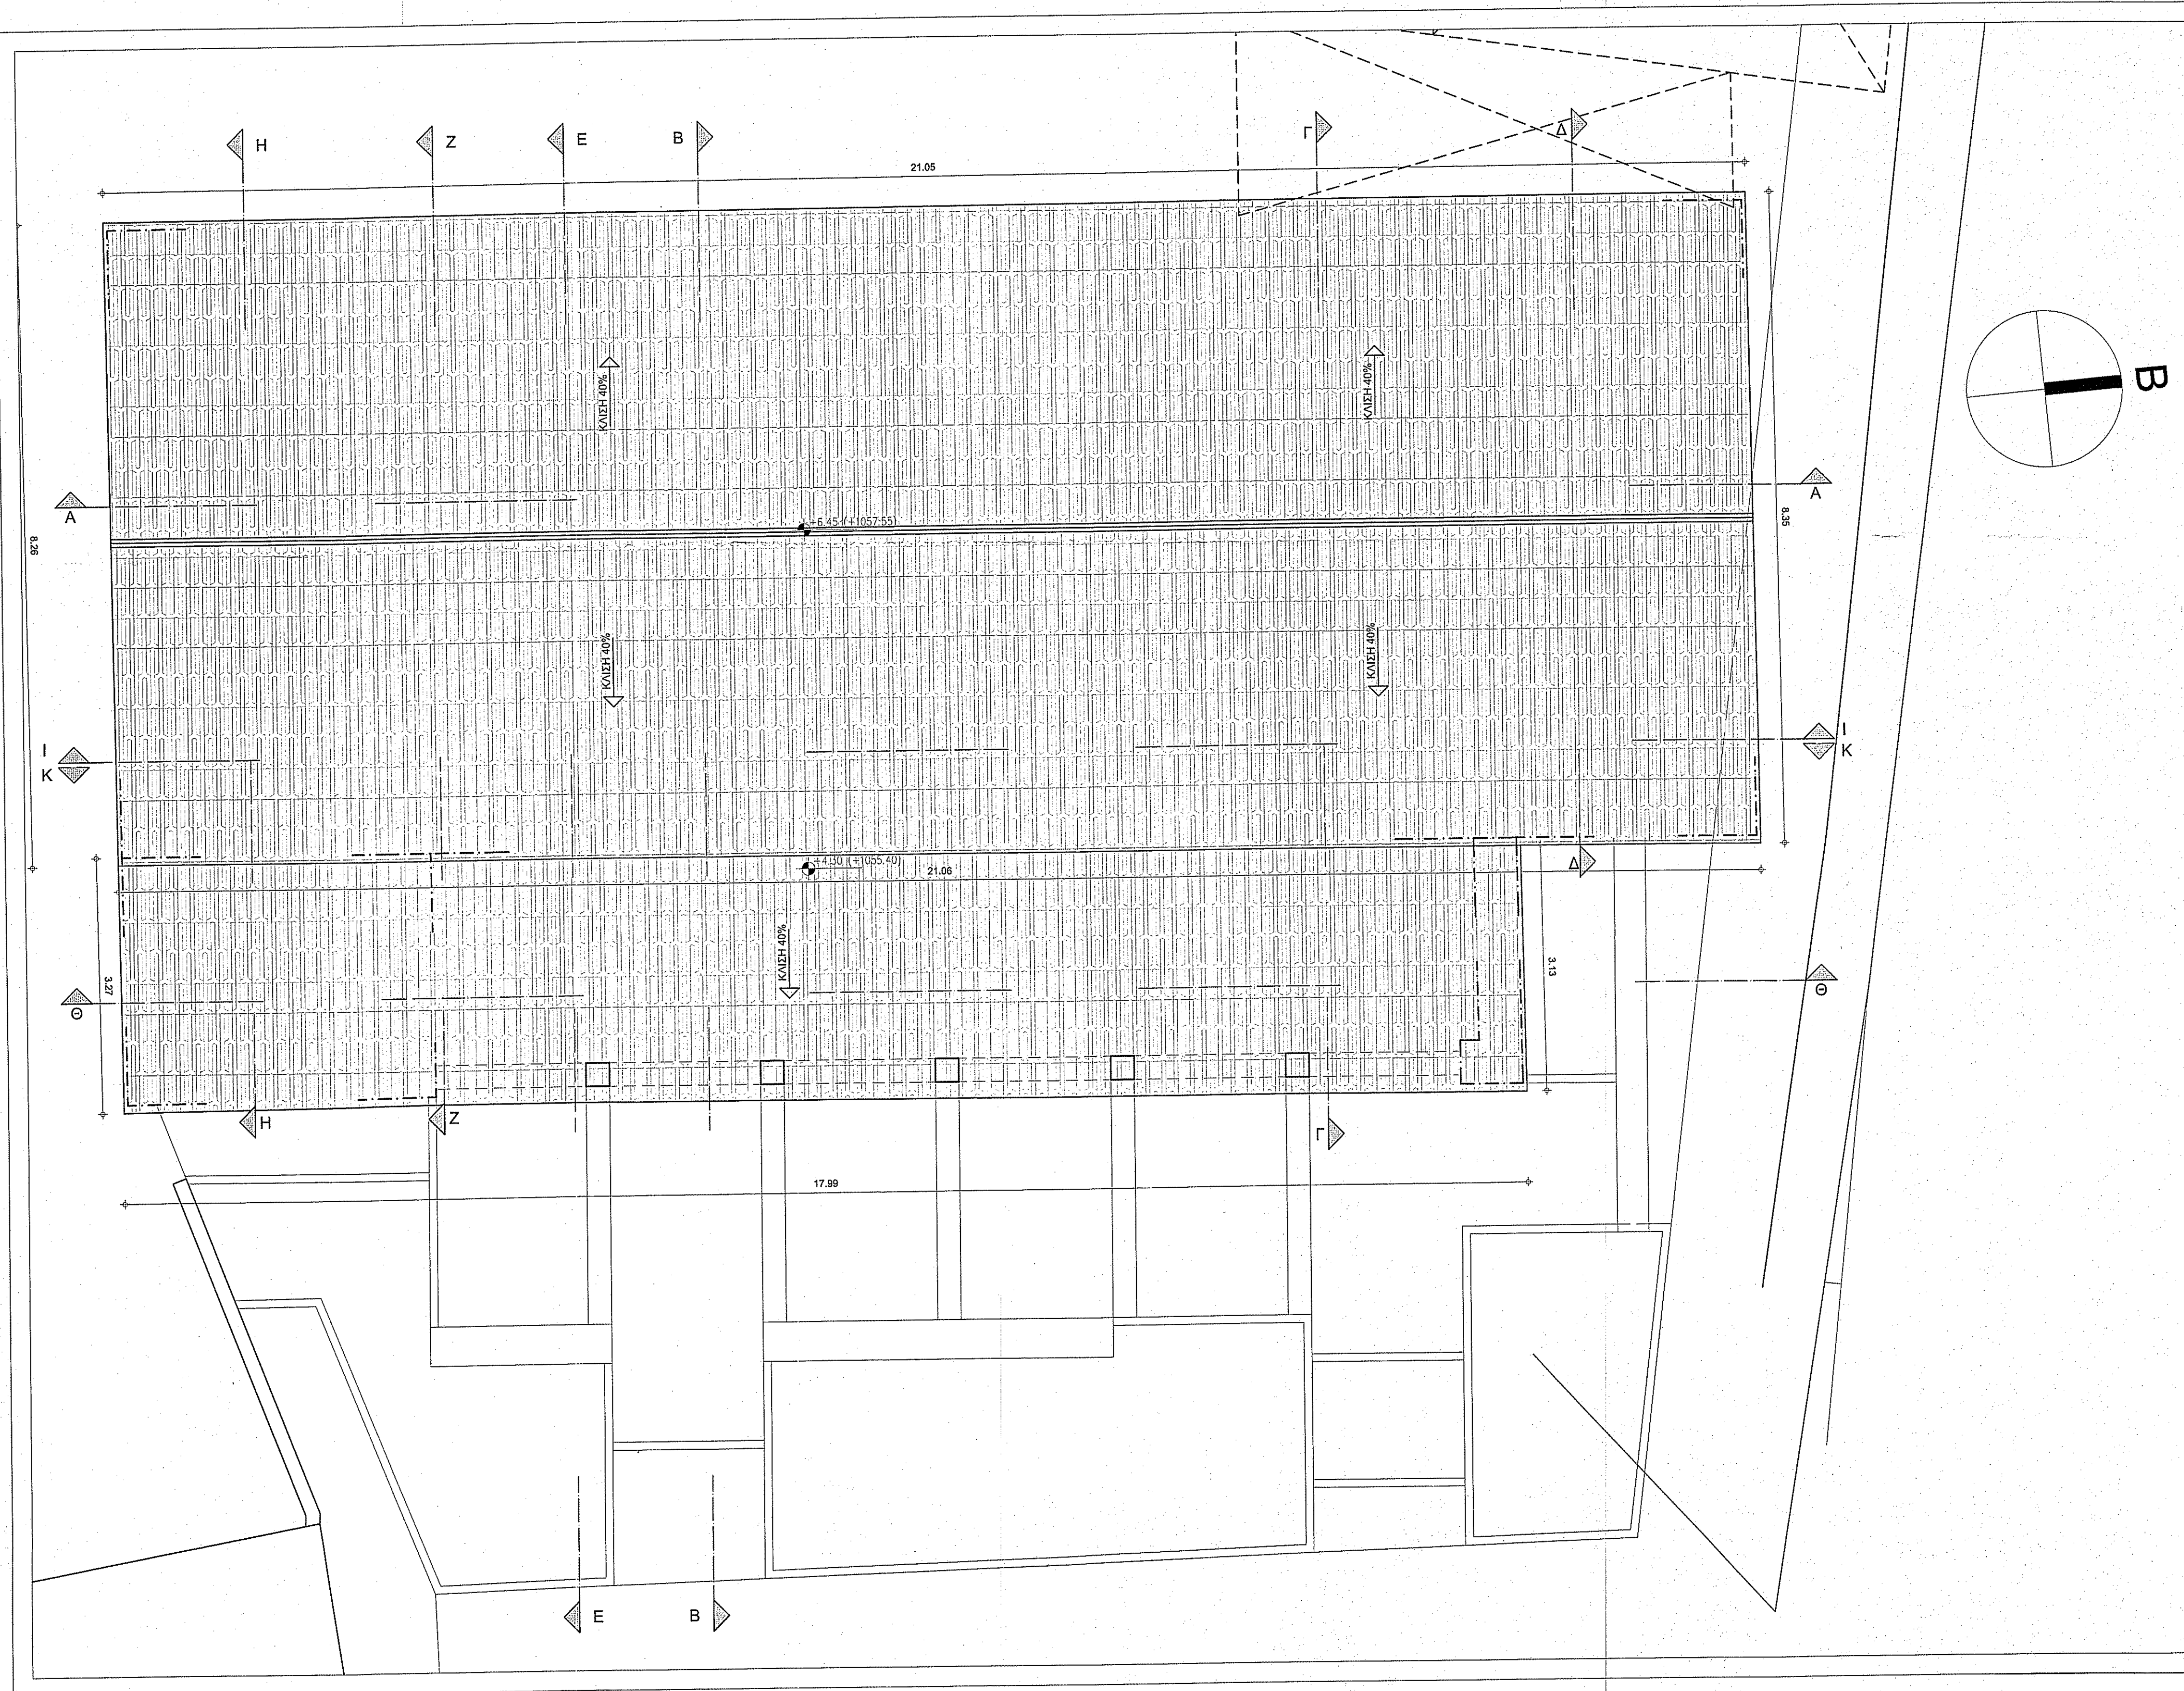 Η
Ζ
Ε
Β
Γ
Δ
21.05
Β
ΚΛΙΣΗ 40%
ΚΛΙΣΗ 40%
Α
Α
+6.45 (+1057.55)
8.26
8.35
ΚΛΙΣΗ 40%
ΚΛΙΣΗ 40%
Ι
Κ
Ι
Κ
+4.30 (+1055.40)
21.06
Δ
ΚΛΙΣΗ 40%
3.27
3.13
Θ
Θ
Η
Ζ
Γ
17.99
Ε
Β